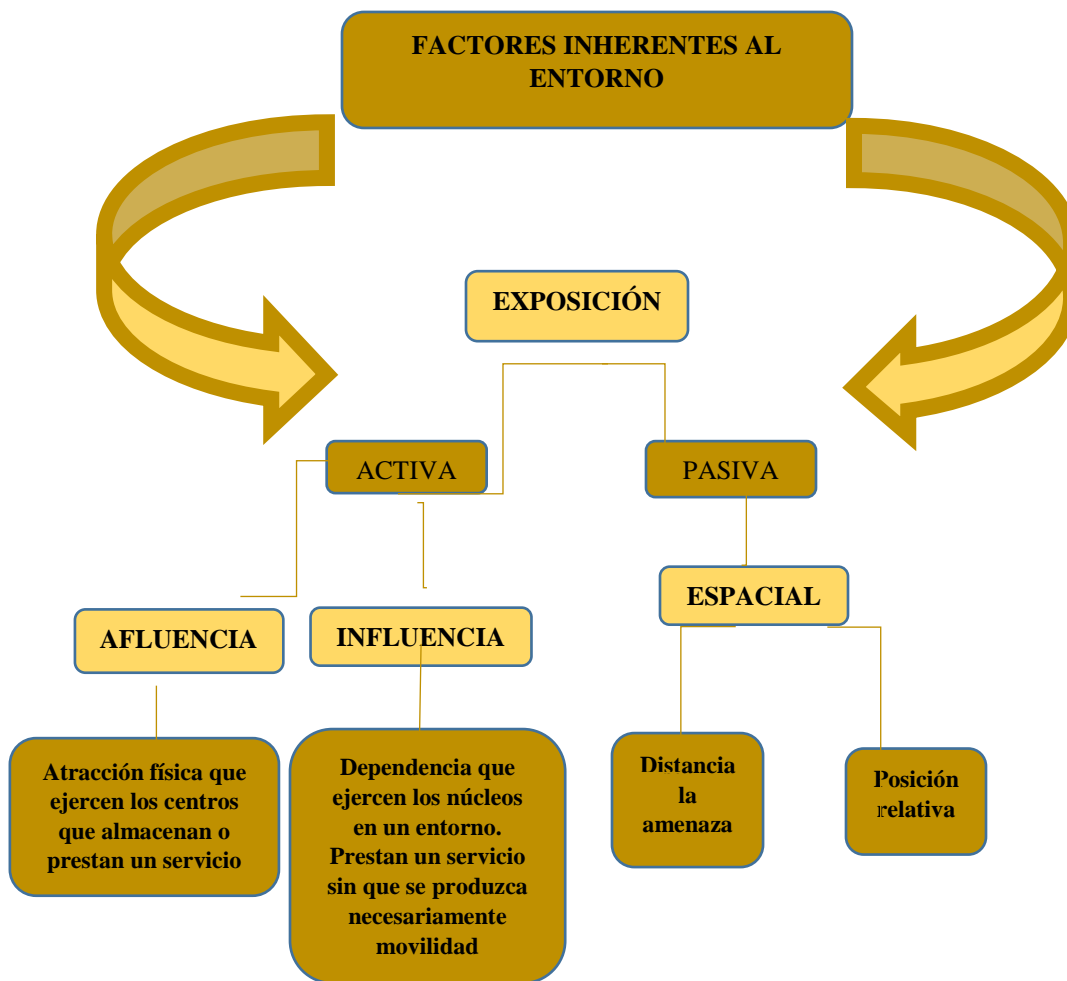 FACTORES INHERENTES AL
ENTORNO
EXPOSICIÓN
ACTIVA
PASIVA
ESPACIAL
AFLUENCIA
INFLUENCIA
Atracción física que
ejercen los centros
que almacenan o
prestan un servicio
Dependencia que
ejercen los núcleos
en un entorno.
Prestan un servicio
sin que se produzca
necesariamente
movilidad
Distancia
la
amenaza
Posición
relativa